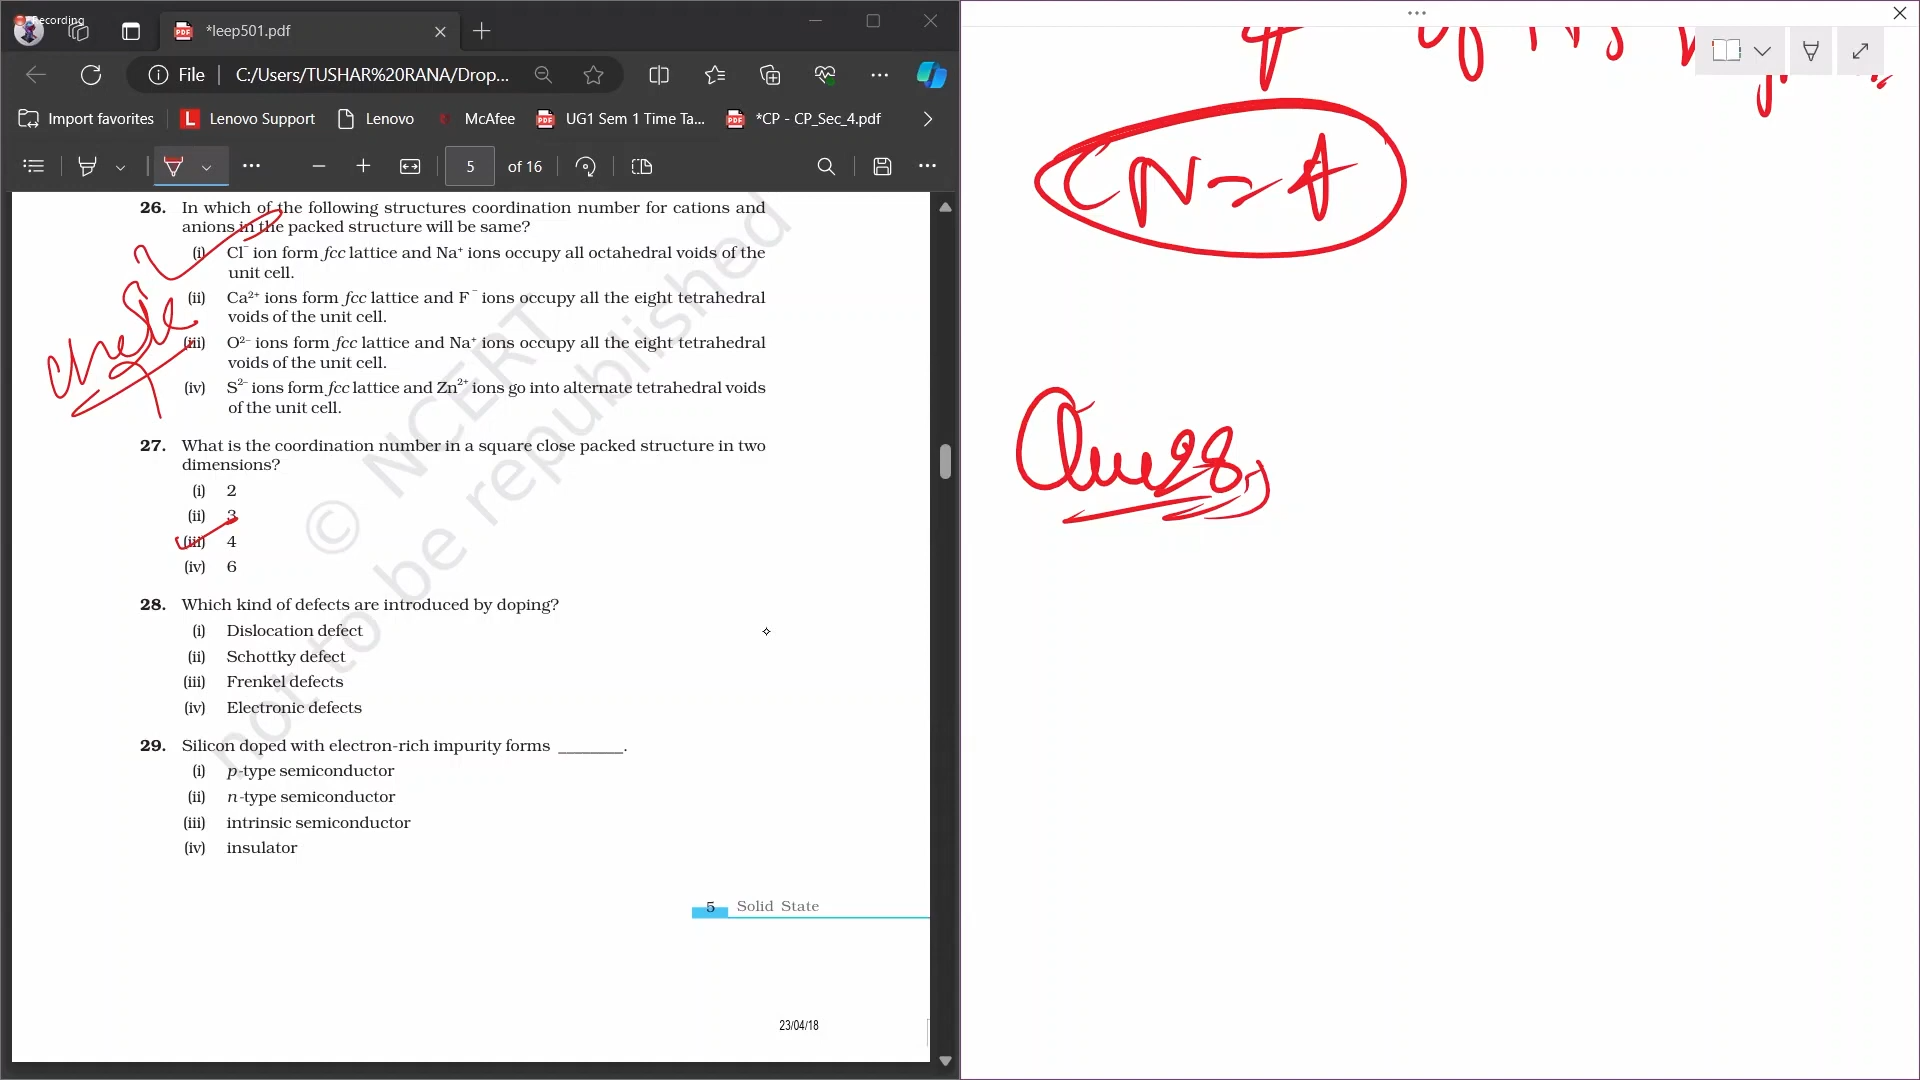 Recording
*leep501.pdf
File
C:/Users/TUSHAR%20RANA/Drop...
Import favorites
Lenovo Support
Lenovo
McAfee
UG1 Sem 1 Time Ta...
*CP - CP_Sec_4.pdf
5 of 16
26. In which of the following structures coordination number for cations and
anions in the packed structure will be same?
(i) Cl⁻ ion form fcc lattice and Na⁺ ions occupy all octahedral voids of the
unit cell.
(ii) Ca²⁺ ions form fcc lattice and F⁻ ions occupy all the eight tetrahedral
voids of the unit cell.
(iii) O²⁻ ions form fcc lattice and Na⁺ ions occupy all the eight tetrahedral
voids of the unit cell.
(iv) S²⁻ ions form fcc lattice and Zn²⁺ ions go into alternate tetrahedral voids
of the unit cell.
27. What is the coordination number in a square close packed structure in two
dimensions?
(i) 2
(ii) 3
(iii) 4
(iv) 6
28. Which kind of defects are introduced by doping?
(i) Dislocation defect
(ii) Schottky defect
(iii) Frenkel defects
(iv) Electronic defects
29. Silicon doped with electron-rich impurity forms ________.
(i) p-type semiconductor
(ii) n-type semiconductor
(iii) intrinsic semiconductor
(iv) insulator
5 Solid State
23/04/18
© NCERT
not to be republished
CN=4
Que 28,